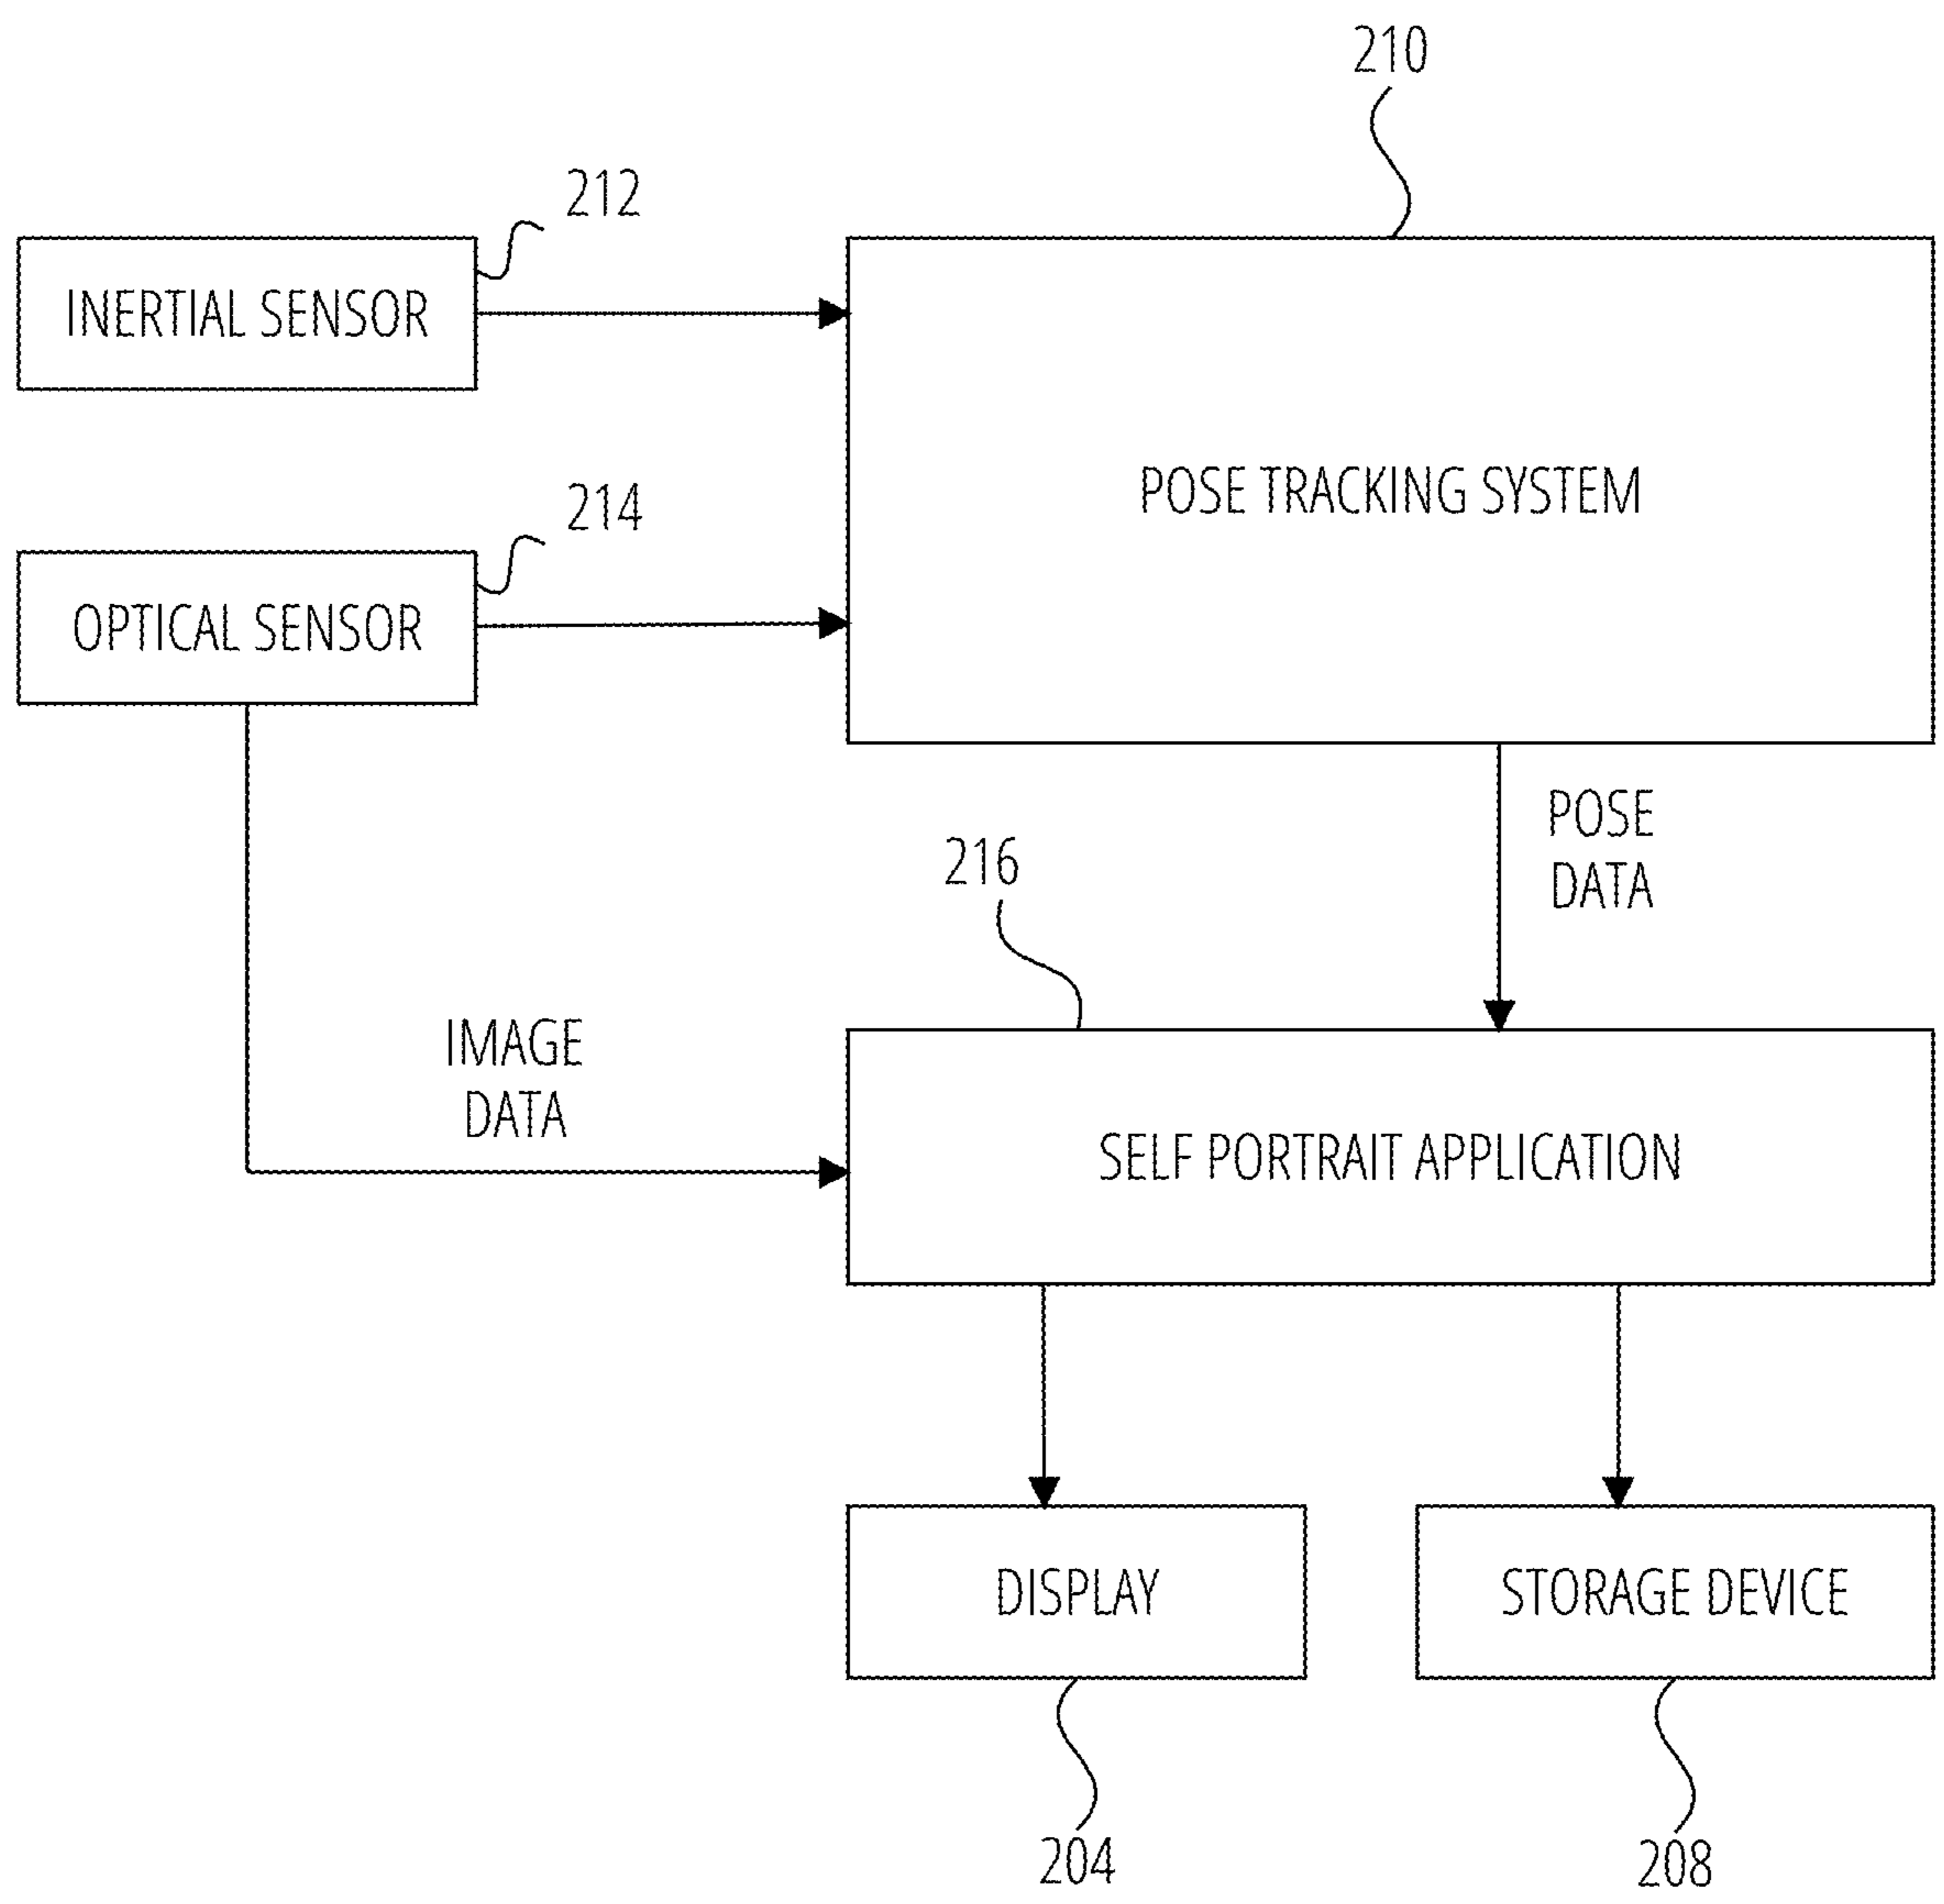 210
212
INERTIAL SENSOR
214
POSE TRACKING SYSTEM
OPTICAL SENSOR
POSE
DATA
216
IMAGE
DATA
SELF PORTRAIT APPLICATION
DISPLAY
STORAGE DEVICE
204
208